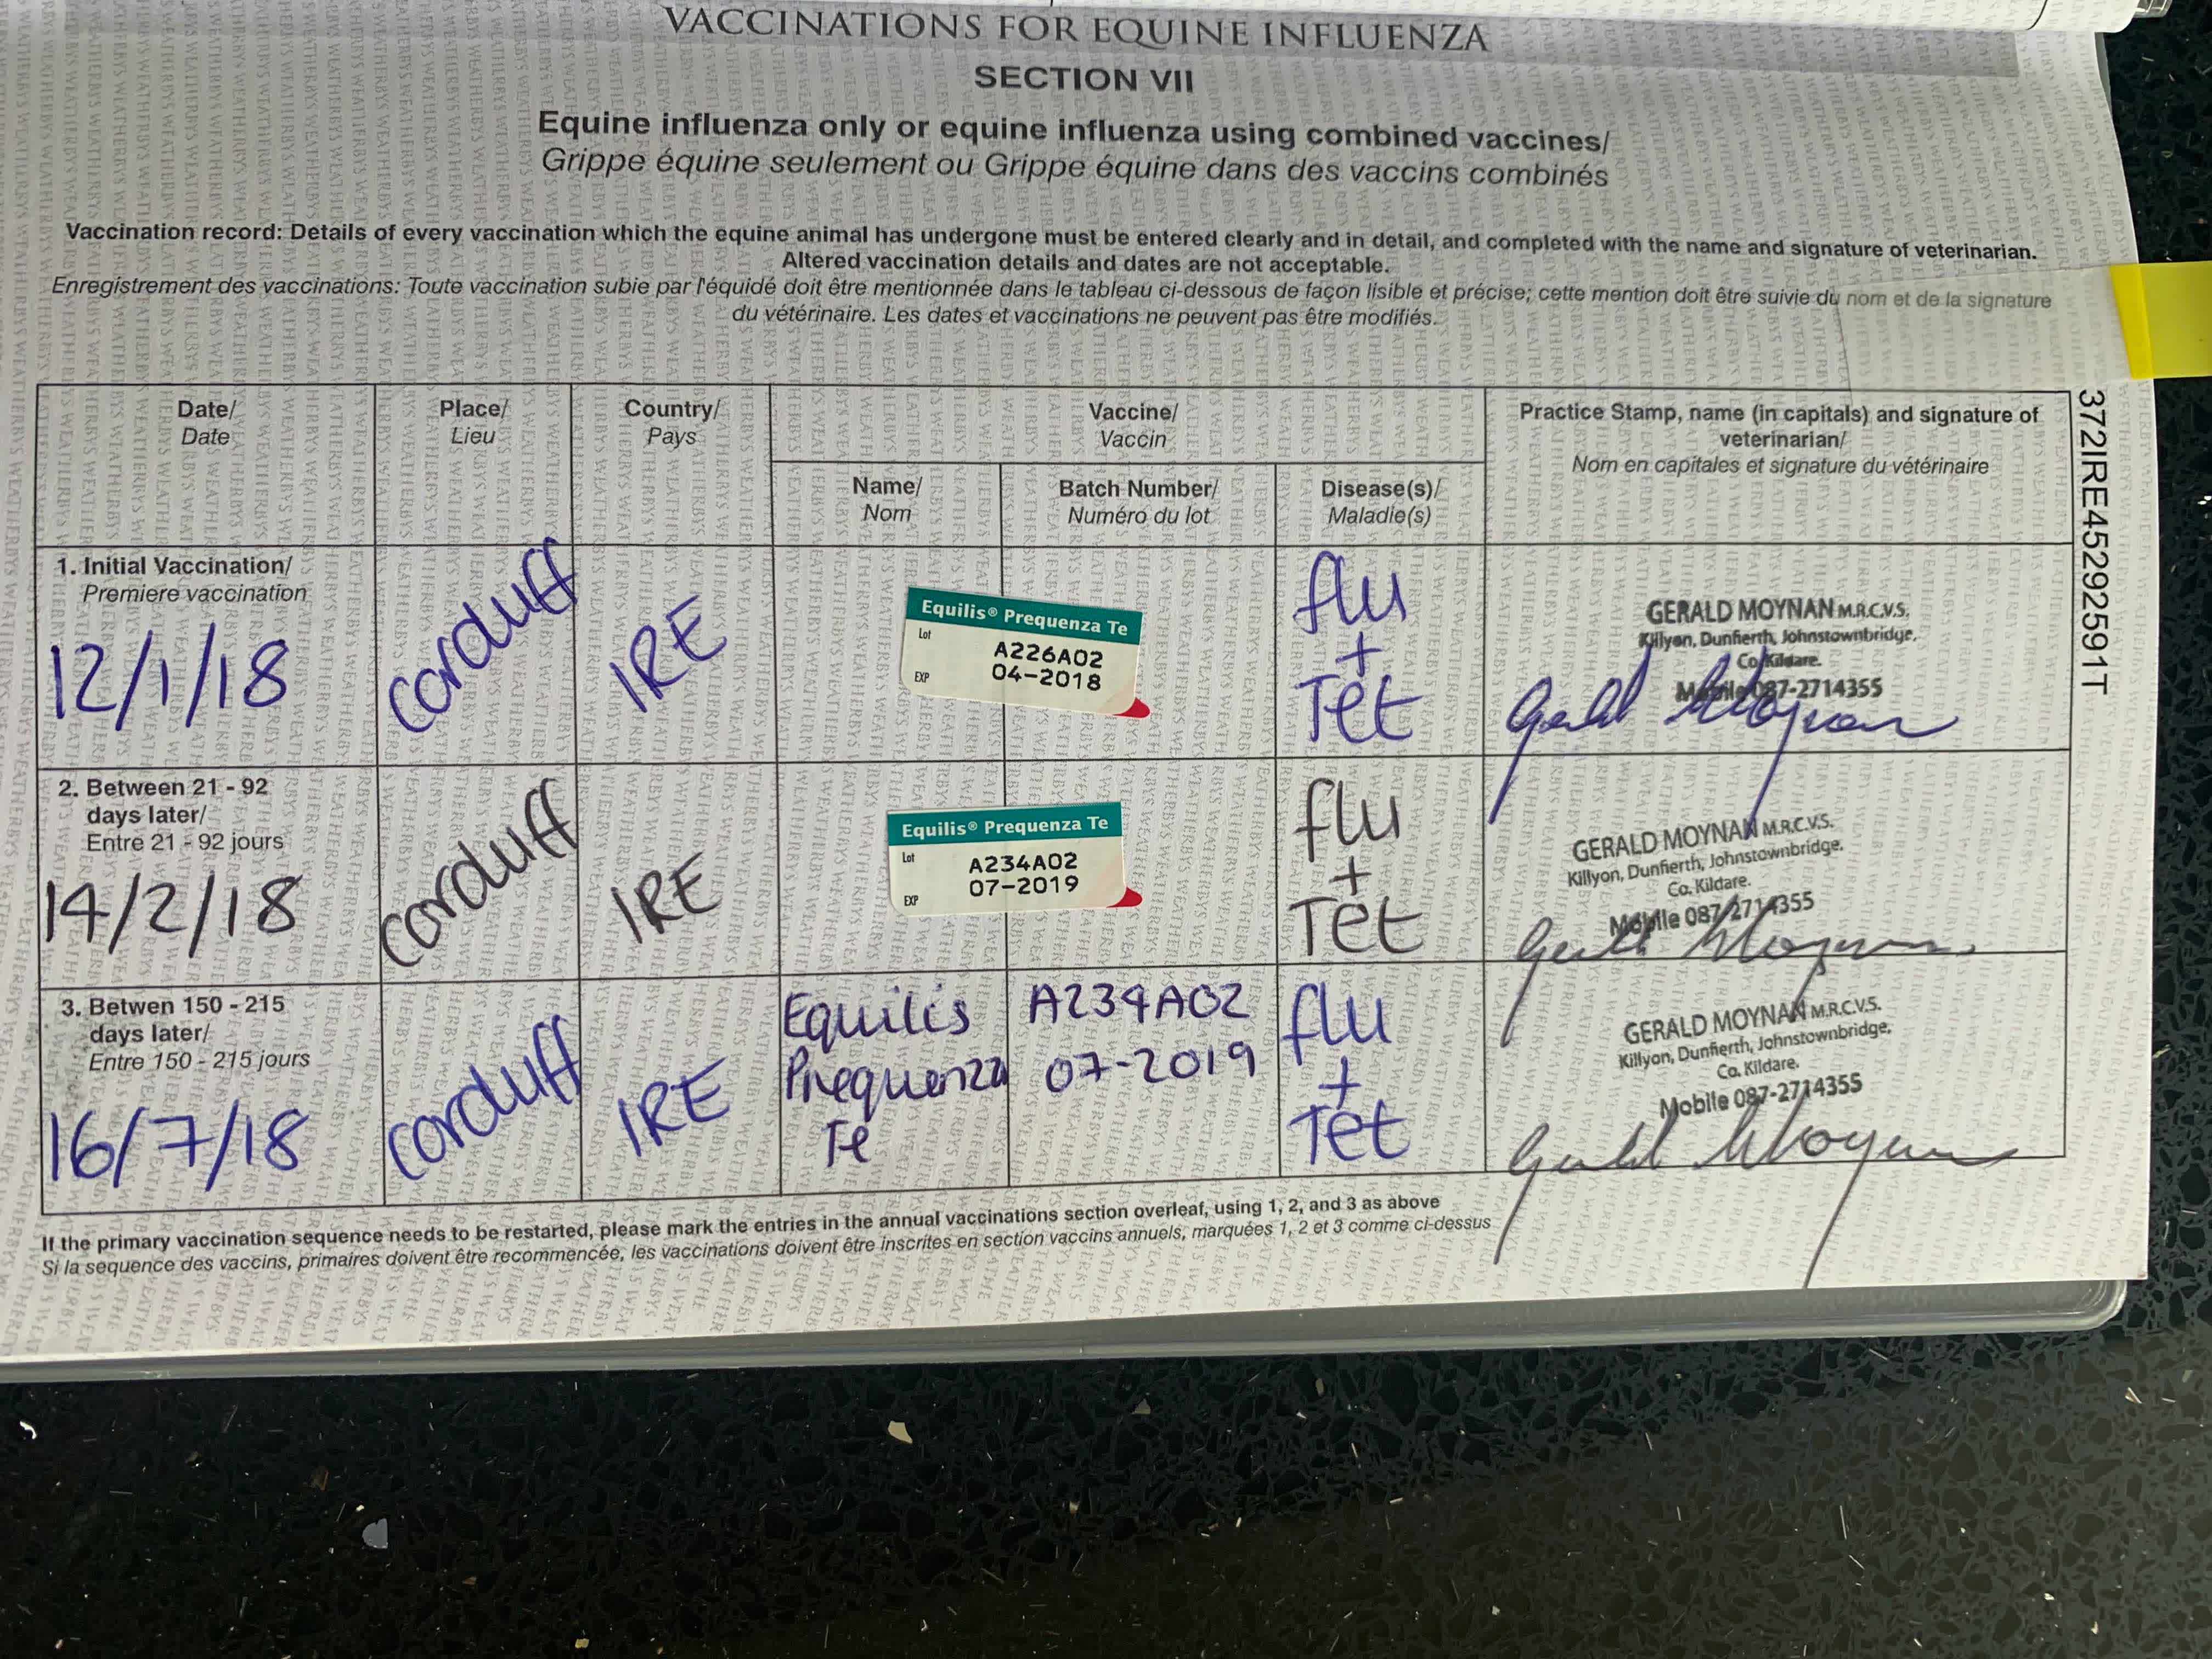 VACCINATIONS FOR EQUINE INFLUENZA
SECTION VII
Equine influenza only or equine influenza using combined vaccines/
Grippe équine seulement ou Grippe équine dans des vaccins combinés
Vaccination record: Details of every vaccination which the equine animal has undergone must be entered clearly and in detail, and completed with the name and signature of veterinarian.
Altered vaccination details and dates are not acceptable.
Enregistrement des vaccinations: Toute vaccination subie par l'équidé doit être mentionnée dans le tableau ci-dessous de façon lisible et précise; cette mention doit être suivie du nom et de la signature
du vétérinaire. Les dates et vaccinations ne peuvent pas être modifiés.
Date/
Date
Place/
Lieu
Country/
Pays
Vaccine/
Vaccin
Name/
Nom
Batch Number/
Numéro du lot
Disease(s)/
Maladie(s)
Practice Stamp, name (in capitals) and signature of
veterinarian/
Nom en capitales et signature du vétérinaire
1. Initial Vaccination/
Premiere vaccination
12/1/18
Corduff
IRE
Equilis® Prequenza Te
Lot
A226A02
EXP
04-2018
flu
+
Tet
GERALD MOYNAN M.R.C.V.S.
Killyon, Dunfierth, Johnstownbridge,
Co. Kildare.
Mobile 087-2714355
Gerald Moynan
2. Between 21 - 92
days later/
Entre 21 - 92 jours
14/2/18
Corduff
IRE
Equilis® Prequenza Te
Lot
A234A02
07-2019
EXP
flu
+
Tet
GERALD MOYNAN M.R.C.V.S.
Killyon, Dunfierth, Johnstownbridge,
Co. Kildare.
Mobile 087-2714355
Gerald Moynan
3. Betwen 150 - 215
days later/
Entre 150 - 215 jours
16/7/18
Corduff
IRE
Equilis
Prequenza
Te
A234A02
07-2019
flu
+
Tet
GERALD MOYNAN M.R.C.V.S.
Killyon, Dunfierth, Johnstownbridge,
Co. Kildare.
Mobile 087-2714355
Gerald Moynan
If the primary vaccination sequence needs to be restarted, please mark the entries in the annual vaccinations section overleaf, using 1, 2, and 3 as above
Si la sequence des vaccins, primaires doivent être recommencée, les vaccinations doivent être inscrites en section vaccins annuels, marquées 1, 2 et 3 comme ci-dessus
372IRE45292591T